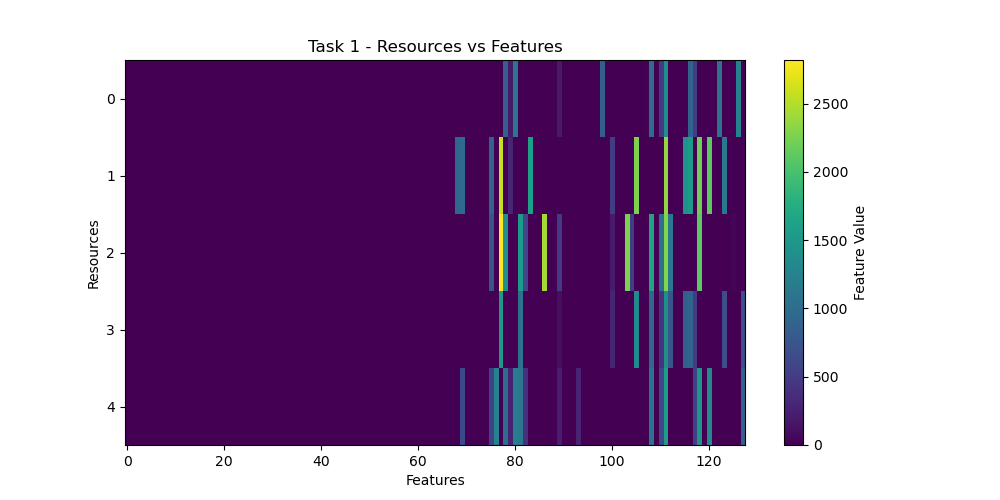 Task 1 - Resources vs Features
Resources
0
1
2
3
4
0 20 40 60 80 100 120
Features
2500
2000
1500
1000
500
0
Feature Value